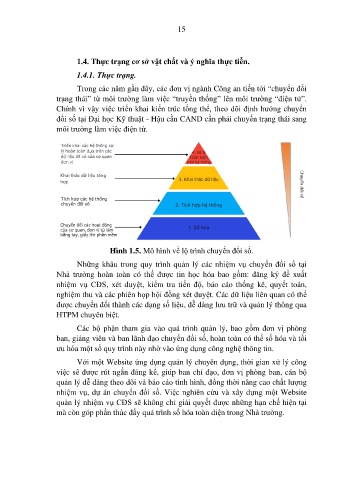 15
1.4. Thực trạng cơ sở vật chất và ý nghĩa thực tiễn.
1.4.1. Thực trạng.
Trong các năm gần đây, các đơn vị ngành Công an tiến tới “chuyển đổi
trạng thái” từ môi trường làm việc “truyền thống” lên môi trường “điện tử”.
Chính vì vậy việc triển khai kiến trúc tổng thể, theo dõi định hướng chuyển
đổi số tại Đại học Kỹ thuật - Hậu cần CAND cần phải chuyển trạng thái sang
môi trường làm việc điện tử.
Triển khai các hệ thống xử
lý hoàn toàn dựa trên các
dữ liệu đã số của cơ quan
đơn vị
Khai thác dữ liệu tổng
hợp
3. Khai thác dữ liệu
Tích hợp các hệ thống
chuyển đổi số
2. Tích hợp hệ thống
Chuyển đổi các hoạt động
của cơ quan, đơn vị từ làm
bằng tay, giấy lên phần mềm
1. Số hóa
Chuyển đổi số
Hình 1.5. Mô hình về lộ trình chuyển đổi số.
Những khâu trong quy trình quản lý các nhiệm vụ chuyển đổi số tại
Nhà trường hoàn toàn có thể được tin học hóa bao gồm: đăng ký đề xuất
nhiệm vụ CĐS, xét duyệt, kiểm tra tiến độ, báo cáo thống kê, quyết toán,
nghiệm thu và các phiên họp hội đồng xét duyệt. Các dữ liệu liên quan có thể
được chuyển đổi thành các dạng số liệu, dễ dàng lưu trữ và quản lý thông qua
HTPM chuyên biệt.
Các bộ phận tham gia vào quá trình quản lý, bao gồm đơn vị phòng
ban, giảng viên và ban lãnh đạo chuyển đổi số, hoàn toàn có thể số hóa và tối
ưu hóa một số quy trình này nhờ vào ứng dụng công nghệ thông tin.
Với một Website ứng dụng quản lý chuyên dụng, thời gian xử lý công
việc sẽ được rút ngắn đáng kể, giúp ban chỉ đạo, đơn vị phòng ban, cán bộ
quản lý dễ dàng theo dõi và báo cáo tình hình, đồng thời nâng cao chất lượng
nhiệm vụ, dự án chuyển đổi số. Việc nghiên cứu và xây dựng một Website
quản lý nhiệm vụ CĐS sẽ không chỉ giải quyết được những hạn chế hiện tại
mà còn góp phần thúc đẩy quá trình số hóa toàn diện trong Nhà trường.